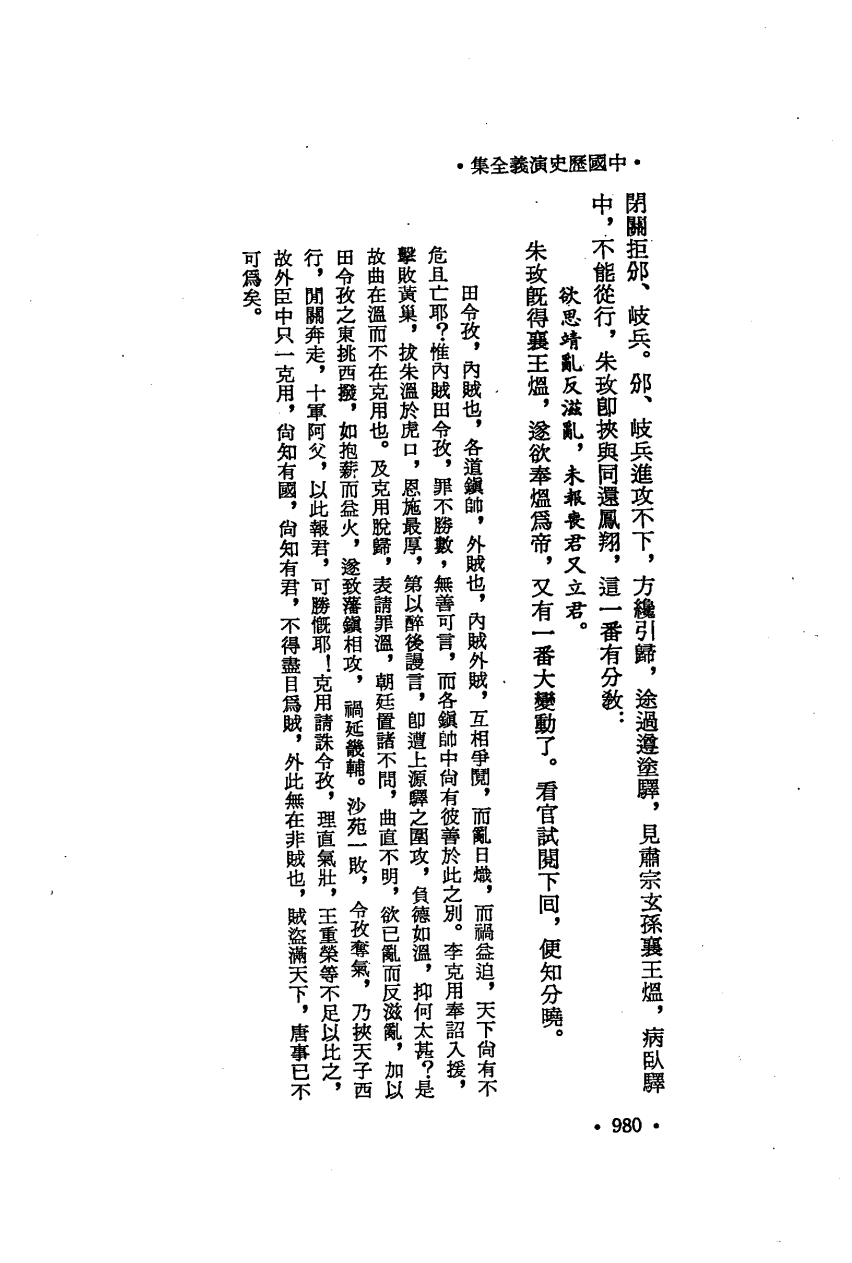 •中國歷史演義全集•
閉關拒邠、岐兵。邠、岐兵進攻不下，方纔引歸，途過遵塗驛，見肅宗玄孫襄王熅，病臥驛
中，不能從行，朱玫卽挾與同還鳳翔，這一番有分敎：
欲思靖亂反滋亂，未報喪君又立君。
朱玫旣得襄王熅，遂欲奉熅爲帝，又有一番大變動了。看官試閱下囘，便知分曉。
田令孜，內賊也，各道鎭帥，外賊也，內賊外賊，互相爭鬩，而亂日熾，而禍益迫，天下尙有不
危且亡耶？惟內賊田令孜，罪不勝數，無善可言，而各鎭帥中尙有彼善於此之別。李克用奉詔入援，
擊敗黃巢，拔朱溫於虎口，恩施最厚，第以醉後謾言，卽遭上源驛之圍攻，負德如溫，抑何太甚？是
故曲在溫而不在克用也。及克用脫歸，表請罪溫，朝廷置諸不問，曲直不明，欲已亂而反滋亂，加以
田令孜之東挑西撥，如抱薪而益火，遂致藩鎭相攻，禍延畿輔。沙苑一敗，令孜奪氣，乃挾天子西
行，閒關奔走，十軍阿父，以此報君，可勝慨耶！克用請誅令孜，理直氣壯，王重榮等不足以比之，
故外臣中只一克用，尙知有國，尙知有君，不得盡目爲賊，外此無在非賊也，賊盜滿天下，唐事已不
可爲矣。
•980•